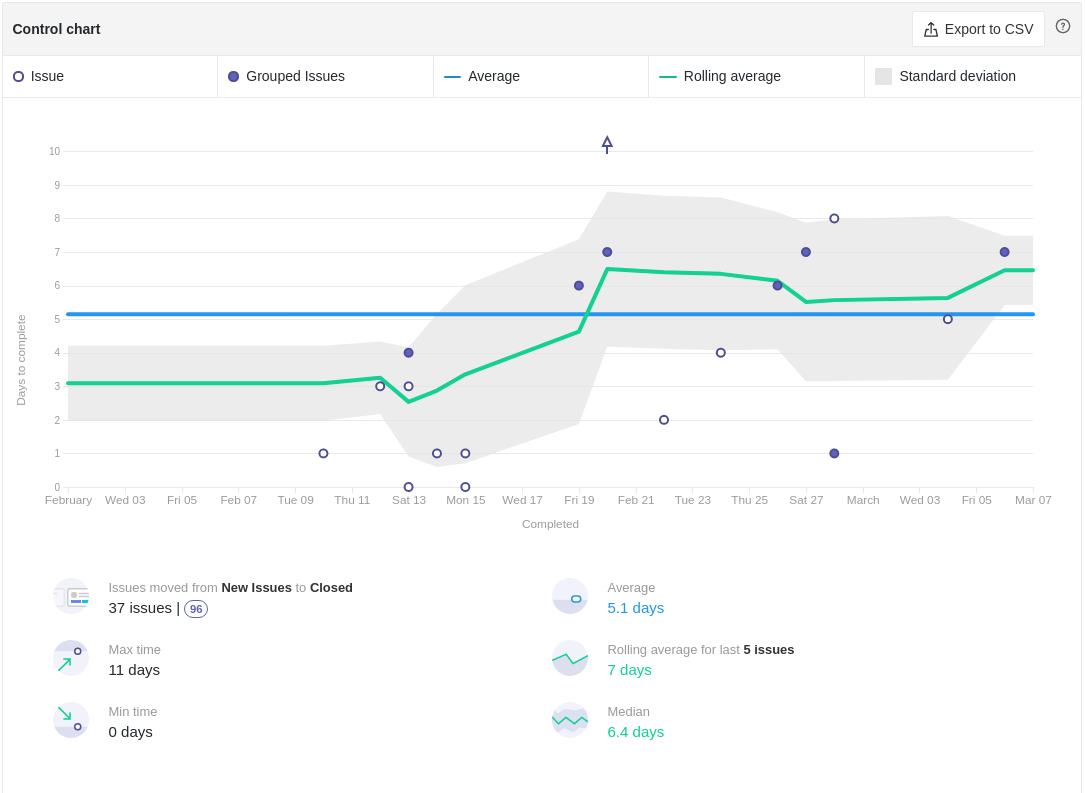 Control chart
Export to CSV
?
Issue
Grouped Issues
Average
Rolling average
Standard deviation
10
9
8
7
6
5
4
3
2
1
0
Days to complete
February Wed 03 Fri 05 Feb 07 Tue 09 Thu 11 Sat 13 Mon 15 Wed 17 Fri 19 Feb 21 Tue 23 Thu 25 Sat 27 March Wed 03 Fri 05 Mar 07
Completed
Issues moved from New Issues to Closed
37 issues | 96
Average
5.1 days
Max time
11 days
Rolling average for last 5 issues
7 days
Min time
0 days
Median
6.4 days